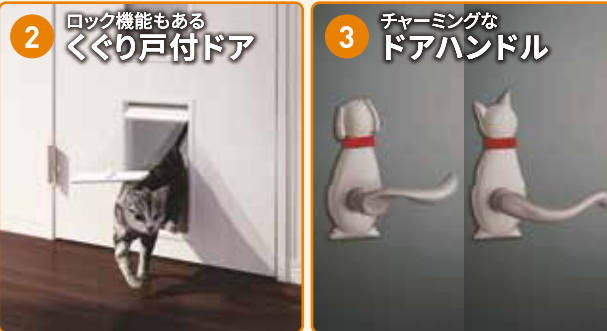 2
ロック機能もある
くぐり戸付ドア
3
チャーミングな
ドアハンドル